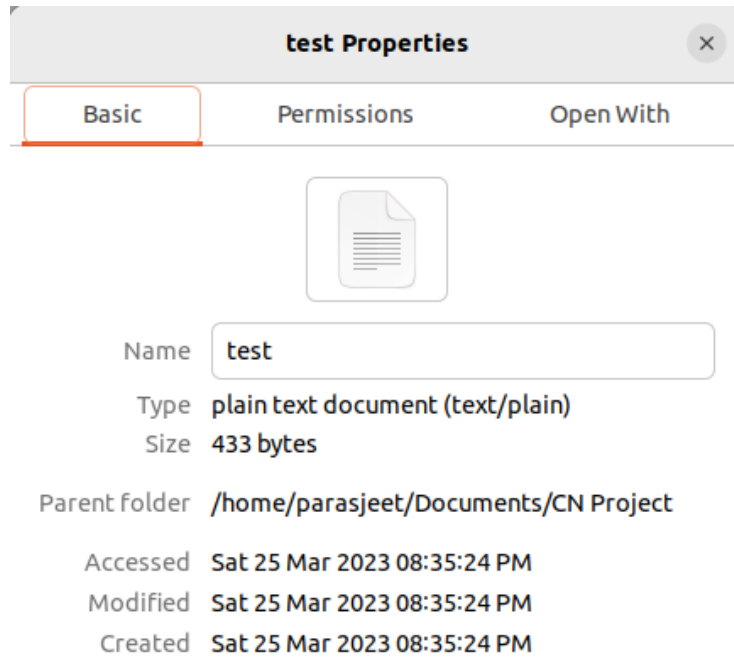 test Properties
Basic Permissions Open With
Name test
Type plain text document (text/plain)
Size 433 bytes
Parent folder /home/parasjeet/Documents/CN Project
Accessed Sat 25 Mar 2023 08:35:24 PM
Modified Sat 25 Mar 2023 08:35:24 PM
Created Sat 25 Mar 2023 08:35:24 PM